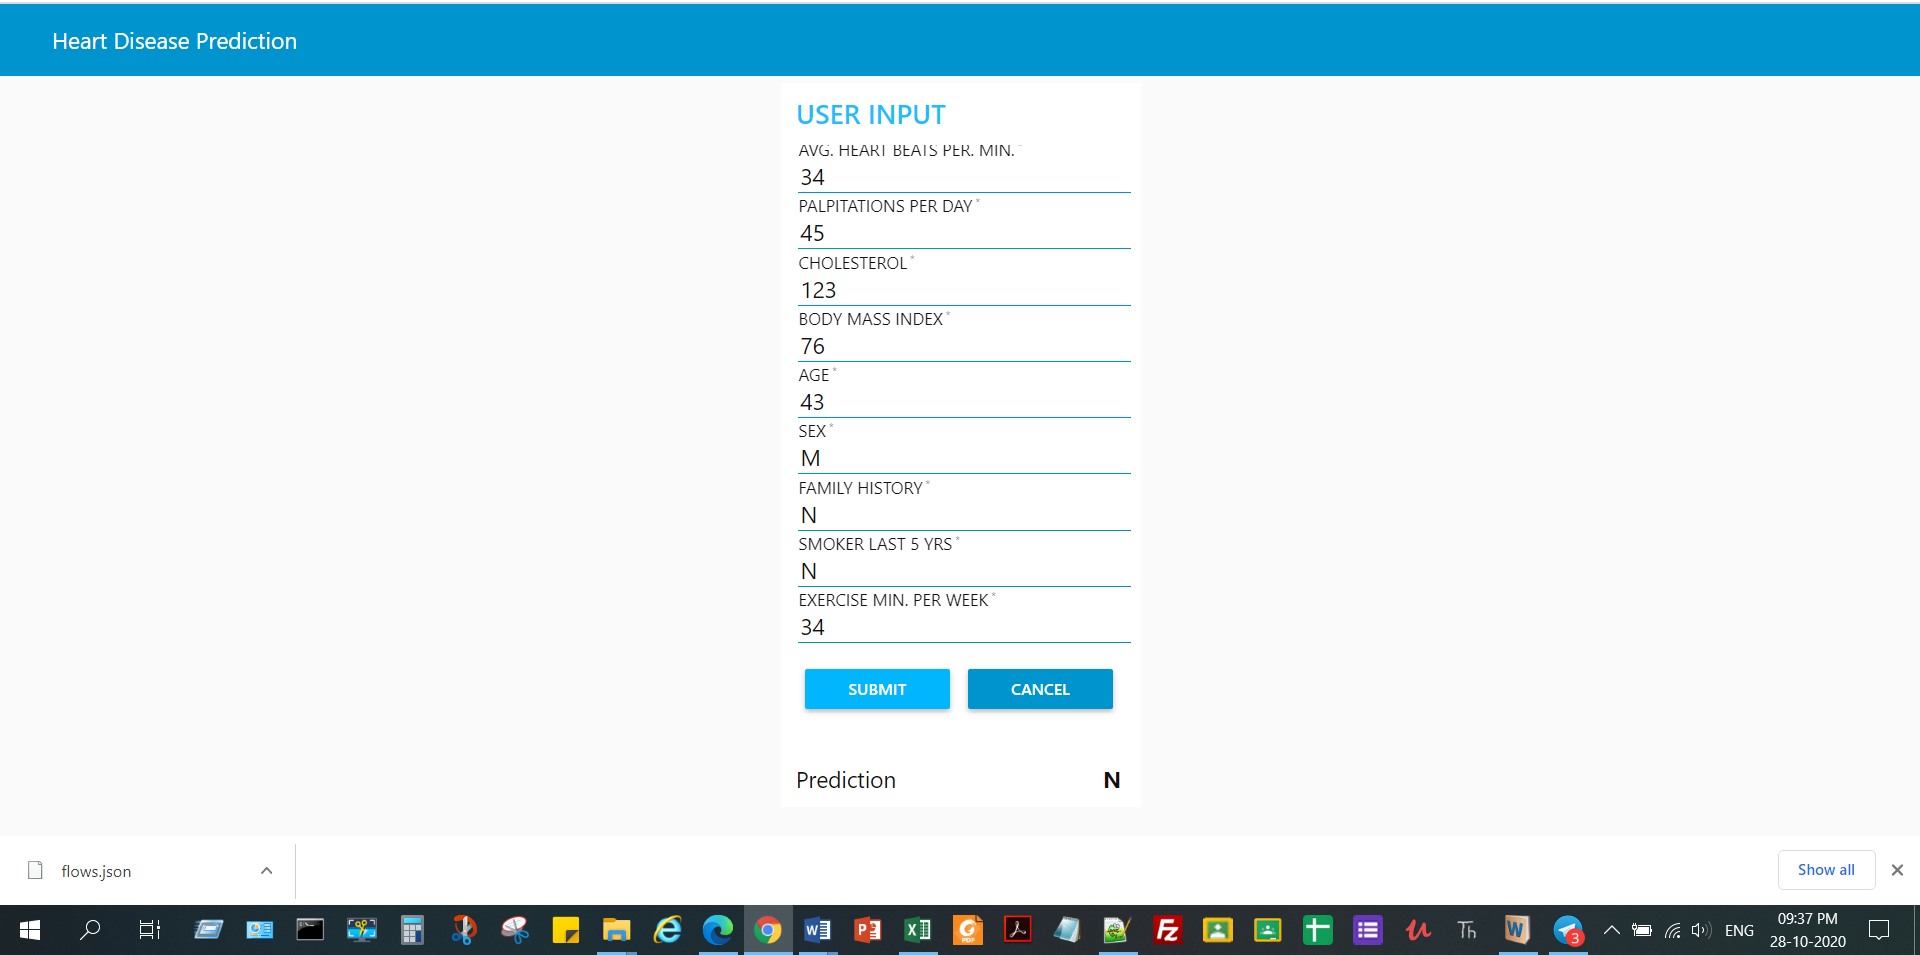 Heart Disease Prediction
USER INPUT
AVG. HEART BEATS PER. MIN. *
34
PALPITATIONS PER DAY *
45
CHOLESTEROL *
123
BODY MASS INDEX *
76
AGE *
43
SEX *
M
FAMILY HISTORY *
N
SMOKER LAST 5 YRS *
N
EXERCISE MIN. PER WEEK *
34
SUBMIT CANCEL
Prediction N
flows.json Show all
ENG 09:37 PM
28-10-2020
3